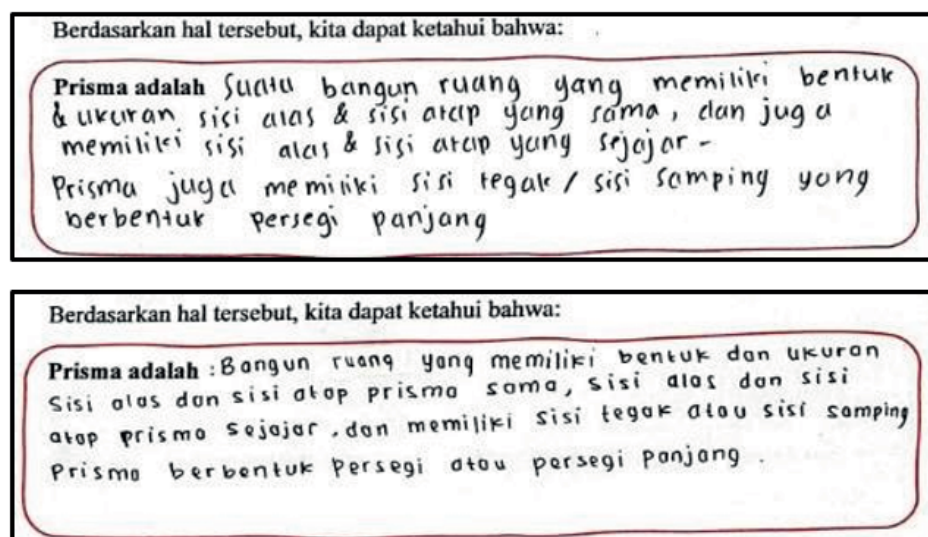 Berdasarkan hal tersebut, kita dapat ketahui bahwa:
Prisma adalah Suatu bangun ruang yang memiliki bentuk
& ukuran sisi alas & sisi atap yang sama, dan juga
memiliki sisi alas & sisi atap yang sejajar -
Prisma juga memiliki sisi tegak / sisi samping yang
berbentuk persegi panjang
Berdasarkan hal tersebut, kita dapat ketahui bahwa:
Prisma adalah : Bangun ruang yang memiliki bentuk dan ukuran
Sisi alas dan sisi atap prisma sama, sisi alas dan sisi
atap prisma sejajar, dan memiliki sisi tegak atau sisi samping
Prisma berbentuk persegi atau persegi panjang.